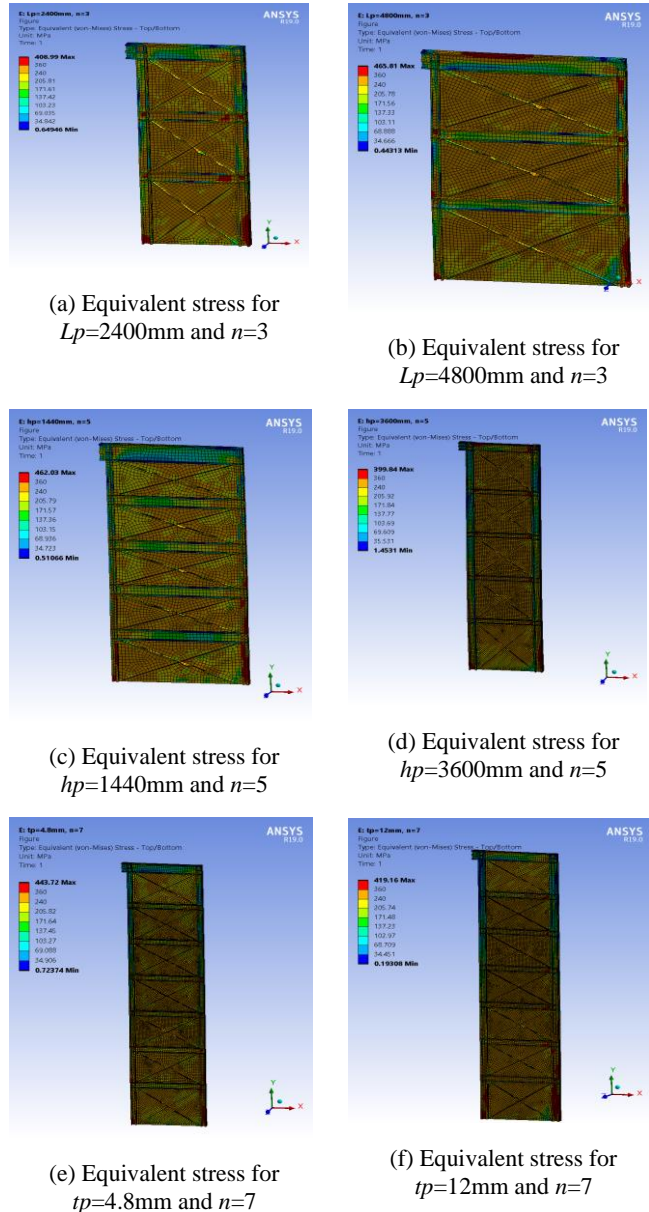 E: Lp=2400mm, n=3
Figure
Type: Equivalent (von-Mises) Stress - Top/Bottom
Unit: MPa
Time: 1
ANSYS
R19.0
408.99 Max
360
240
205.81
171.61
137.42
103.23
69.035
34.842
0.64946 Min
Y
X
(a) Equivalent stress for
Lp=2400mm and n=3
E: Lp=4800mm, n=3
Figure
Type: Equivalent (von-Mises) Stress - Top/Bottom
Unit: MPa
Time: 1
ANSYS
R19.0
465.81 Max
360
240
205.78
171.56
137.33
103.11
68.888
34.666
0.44313 Min
Y
X
(b) Equivalent stress for
Lp=4800mm and n=3
E: hp=1440mm, n=5
Figure
Type: Equivalent (von-Mises) Stress - Top/Bottom
Unit: MPa
Time: 1
ANSYS
R19.0
462.03 Max
360
240
205.79
171.57
137.36
103.15
68.936
34.723
0.51066 Min
Y
X
(c) Equivalent stress for
hp=1440mm and n=5
E: hp=3600mm, n=5
Figure
Type: Equivalent (von-Mises) Stress - Top/Bottom
Unit: MPa
Time: 1
ANSYS
R19.0
399.84 Max
360
240
205.92
171.84
137.77
103.69
69.609
35.531
1.4531 Min
Y
X
(d) Equivalent stress for
hp=3600mm and n=5
E: tp=4.8mm, n=7
Figure
Type: Equivalent (von-Mises) Stress - Top/Bottom
Unit: MPa
Time: 1
ANSYS
R19.0
443.72 Max
360
240
205.82
171.64
137.45
103.27
69.088
34.906
0.72374 Min
Y
X
(e) Equivalent stress for
tp=4.8mm and n=7
E: tp=12mm, n=7
Figure
Type: Equivalent (von-Mises) Stress - Top/Bottom
Unit: MPa
Time: 1
ANSYS
R19.0
419.16 Max
360
240
205.74
171.48
137.23
102.97
68.709
34.451
0.19308 Min
Y
X
(f) Equivalent stress for
tp=12mm and n=7